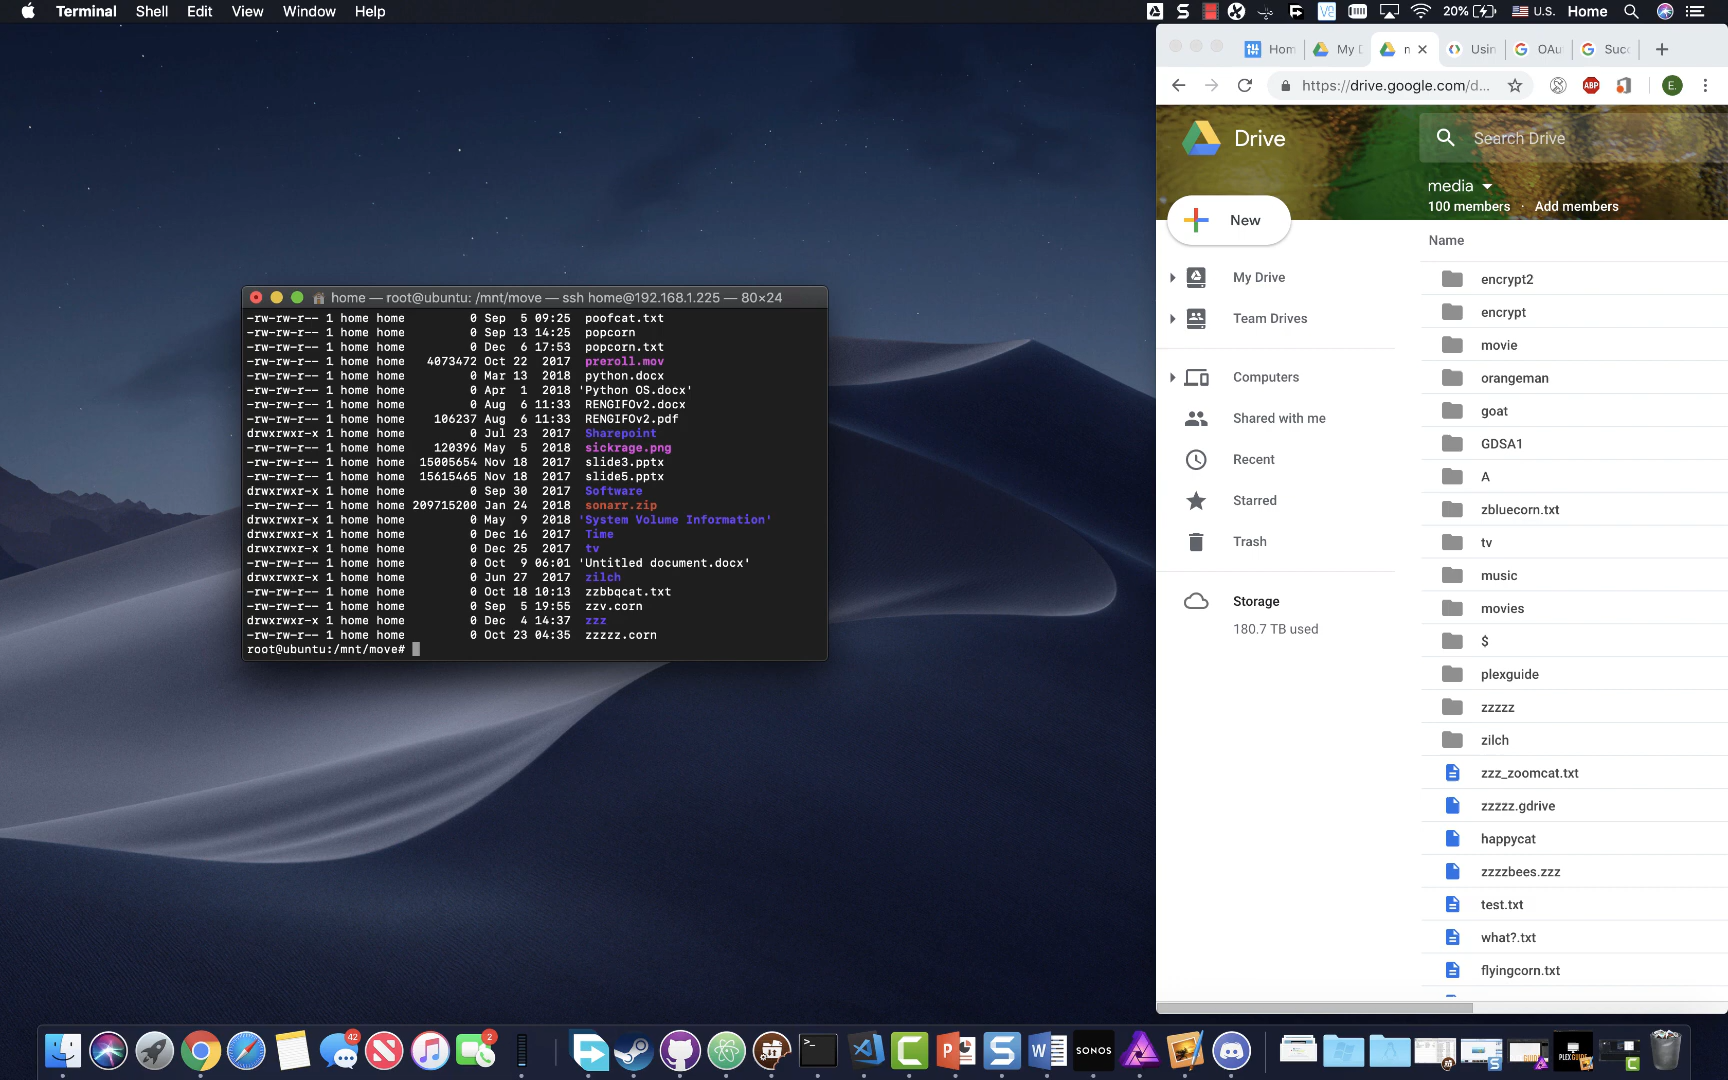 Terminal Shell Edit View Window Help
20% U.S. Home
Hom My D n Usin OAu Suc
https://drive.google.com/d...
ABP E.
Drive
Search Drive
media
100 members · Add members
New
Name
My Drive
Team Drives
Computers
Shared with me
Recent
Starred
Trash
Storage
180.7 TB used
encrypt2
encrypt
movie
orangeman
goat
GDSA1
A
zbluecorn.txt
tv
music
movies
$
plexguide
zzzzz
zilch
zzz_zoomcat.txt
zzzzz.gdrive
happycat
zzzzbees.zzz
test.txt
what?.txt
flyingcorn.txt
home — root@ubuntu: /mnt/move — ssh home@192.168.1.225 — 80×24
-rw-rw-r-- 1 home home 0 Sep 5 09:25 poofcat.txt
-rw-rw-r-- 1 home home 0 Sep 13 14:25 popcorn
-rw-rw-r-- 1 home home 0 Dec 6 17:53 popcorn.txt
-rw-rw-r-- 1 home home 4073472 Oct 22 2017 preroll.mov
-rw-rw-r-- 1 home home 0 Mar 13 2018 python.docx
-rw-rw-r-- 1 home home 0 Apr 1 2018 'Python OS.docx'
-rw-rw-r-- 1 home home 0 Aug 6 11:33 RENGIFOv2.docx
-rw-rw-r-- 1 home home 106237 Aug 6 11:33 RENGIFOv2.pdf
drwxrwxr-x 1 home home 0 Jul 23 2017 Sharepoint
-rw-rw-r-- 1 home home 120396 May 5 2018 sickrage.png
-rw-rw-r-- 1 home home 15005654 Nov 18 2017 slide3.pptx
-rw-rw-r-- 1 home home 15615465 Nov 18 2017 slide5.pptx
drwxrwxr-x 1 home home 0 Sep 30 2017 Software
-rw-rw-r-- 1 home home 209715200 Jan 24 2018 sonarr.zip
drwxrwxr-x 1 home home 0 May 9 2018 'System Volume Information'
drwxrwxr-x 1 home home 0 Dec 16 2017 Time
drwxrwxr-x 1 home home 0 Dec 25 2017 tv
-rw-rw-r-- 1 home home 0 Oct 9 06:01 'Untitled document.docx'
drwxrwxr-x 1 home home 0 Jun 27 2017 zilch
-rw-rw-r-- 1 home home 0 Oct 18 10:13 zzbbqcat.txt
-rw-rw-r-- 1 home home 0 Sep 5 19:55 zzv.corn
drwxrwxr-x 1 home home 0 Dec 4 14:37 zzz
-rw-rw-r-- 1 home home 0 Oct 23 04:35 zzzzz.corn
root@ubuntu:/mnt/move#
42
2
SONOS